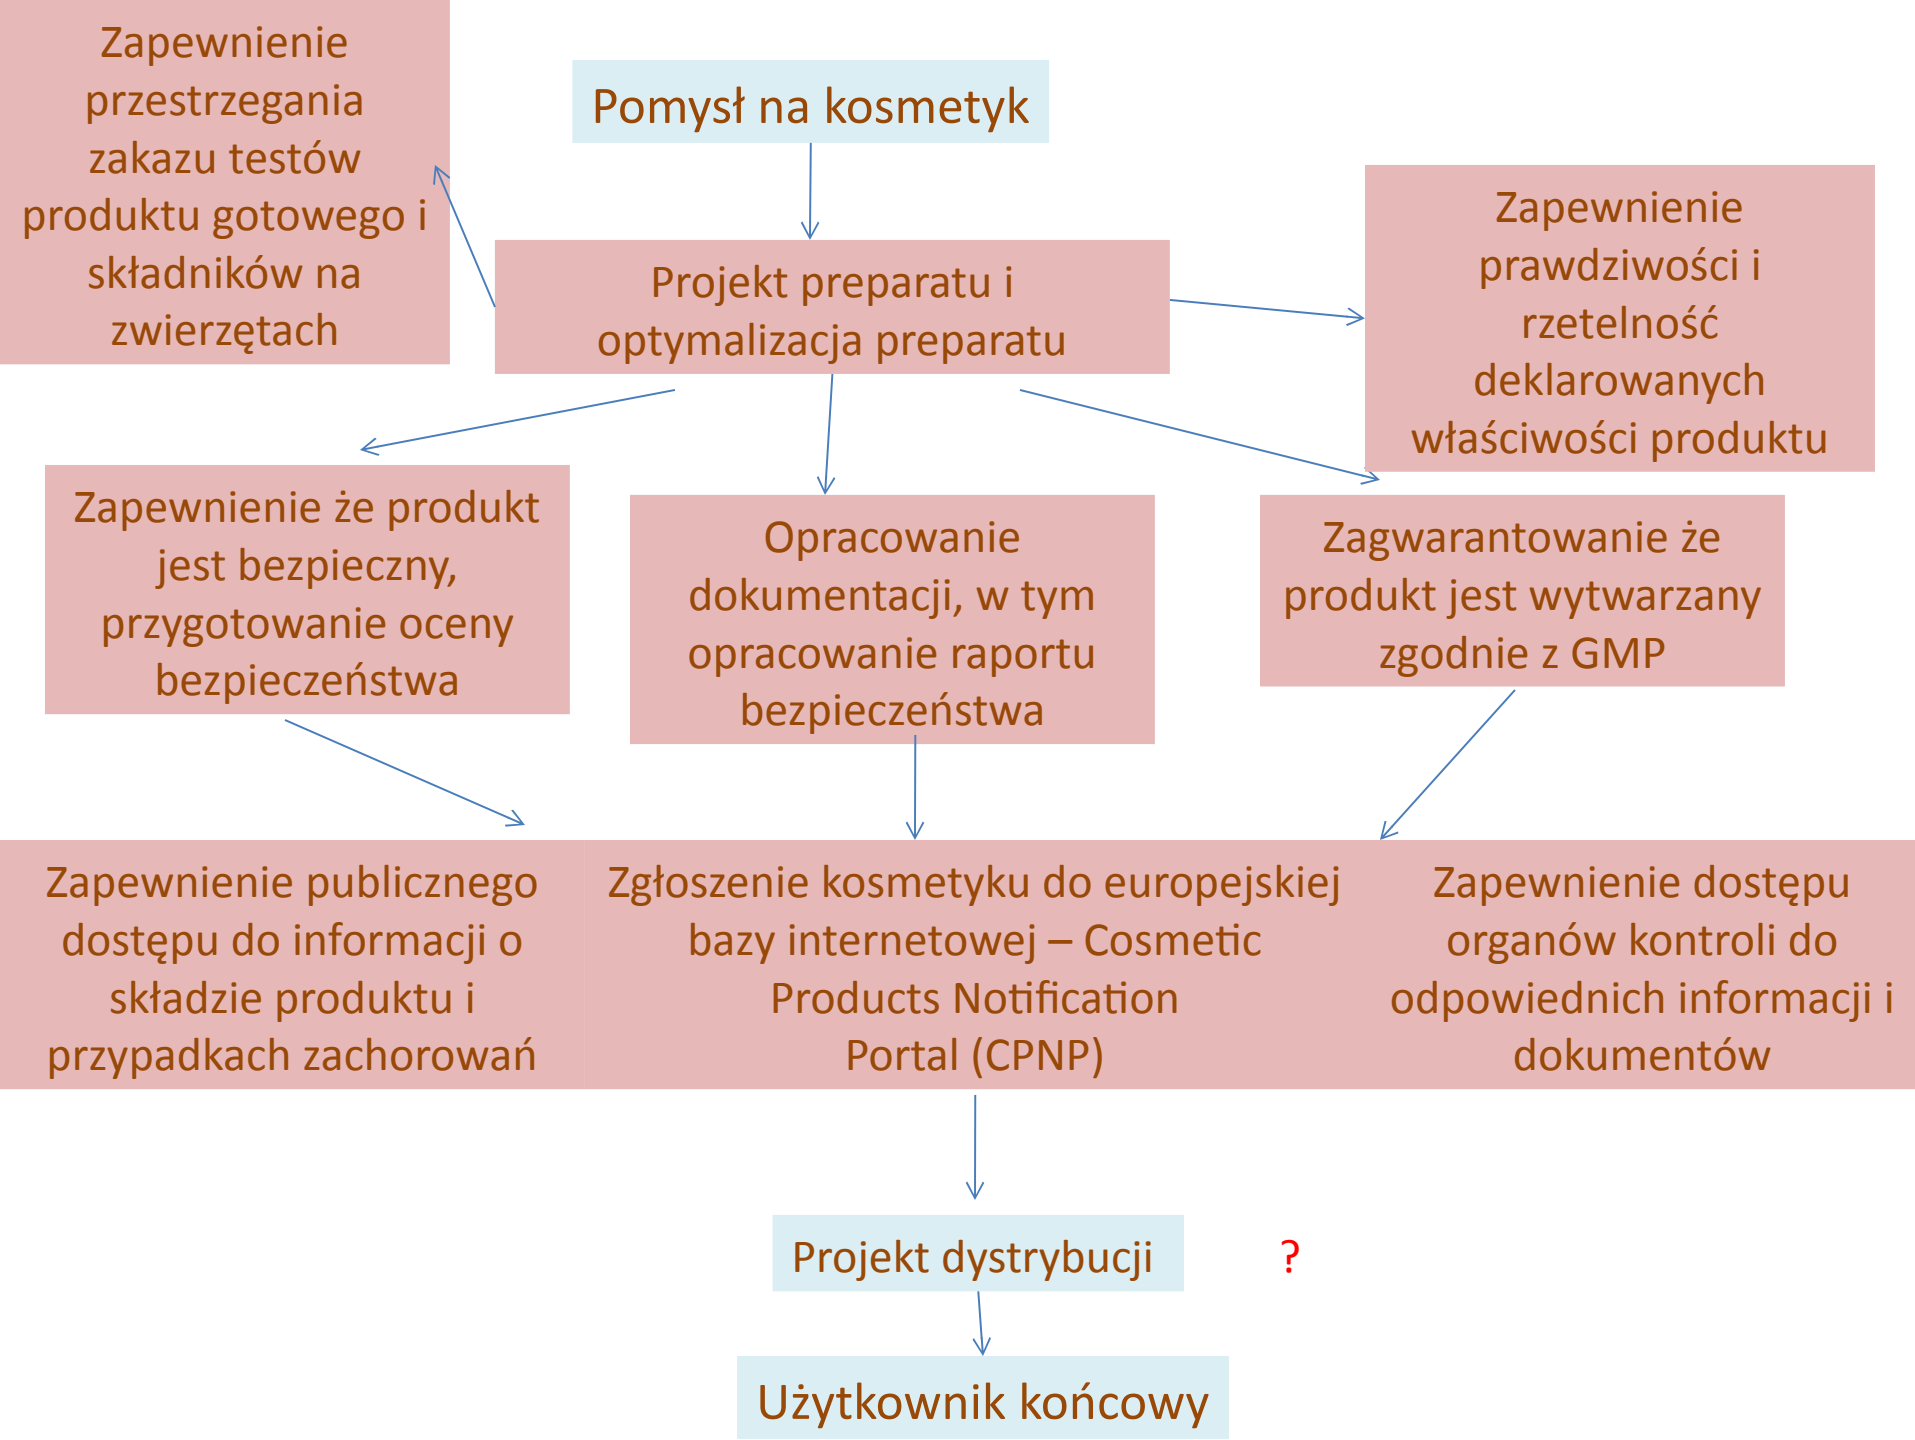 Zapewnienie
przestrzegania
zakazu testów
produktu gotowego i
składników na
zwierzętach
Pomysł na kosmetyk
Projekt preparatu i
optymalizacja preparatu
Zapewnienie
prawdziwości i
rzetelność
deklarowanych
właściwości produktu
Zapewnienie że produkt
jest bezpieczny,
przygotowanie oceny
bezpieczeństwa
Opracowanie
dokumentacji, w tym
opracowanie raportu
bezpieczeństwa
Zagwarantowanie że
produkt jest wytwarzany
zgodnie z GMP
Zapewnienie publicznego
dostępu do informacji o
składzie produktu i
przypadkach zachorowań
Zgłoszenie kosmetyku do europejskiej
bazy internetowej – Cosmetic
Products Notification
Portal (CPNP)
Zapewnienie dostępu
organów kontroli do
odpowiednich informacji i
dokumentów
Projekt dystrybucji
?
Użytkownik końcowy